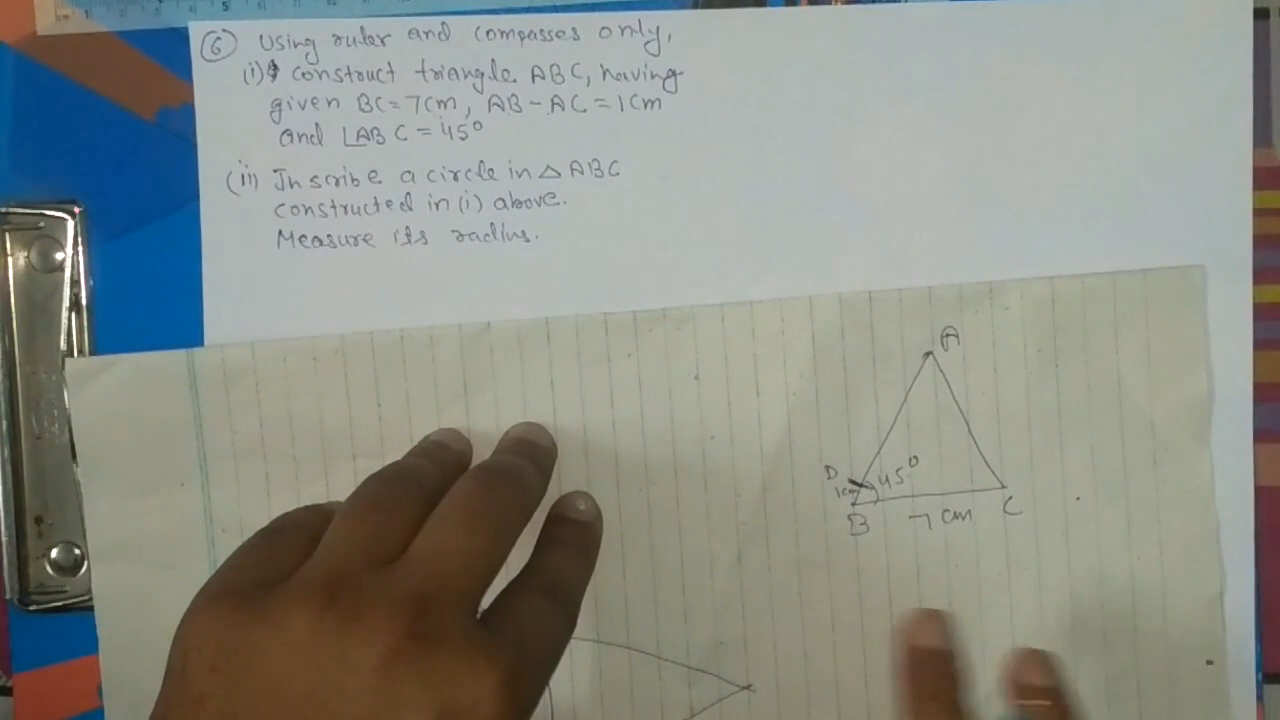 6 Using ruler and compasses only,
(i) construct triangle ABC, having
given BC = 7cm, AB - AC = 1cm
and ∠ABC = 45°
(ii) Inscribe a circle in △ ABC
constructed in (i) above.
Measure its radius.
A
D
45°
B
7 cm
C